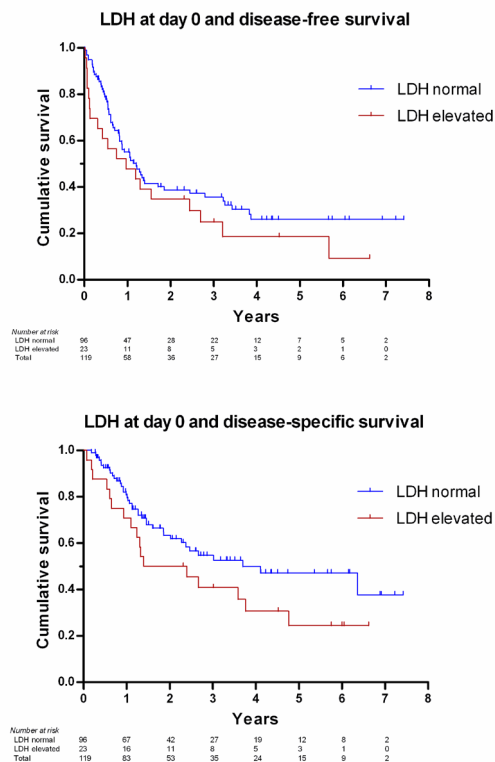 LDH at day 0 and disease-free survival
1.0
0.8
0.6
0.4
0.2
0.0
Cumulative survival
LDH normal
LDH elevated
0 1 2 3 4 5 6 7 8
Years
Number at risk
LDH normal 96 47 28 22 12 7 5 2
LDH elevated 23 11 8 5 3 2 1 0
Total 119 58 36 27 15 9 6 2
LDH at day 0 and disease-specific survival
1.0
0.8
0.6
0.4
0.2
0.0
Cumulative survival
LDH normal
LDH elevated
0 1 2 3 4 5 6 7 8
Years
Number at risk
LDH normal 96 67 42 27 19 12 8 2
LDH elevated 23 16 11 8 5 3 1 0
Total 119 83 53 35 24 15 9 2